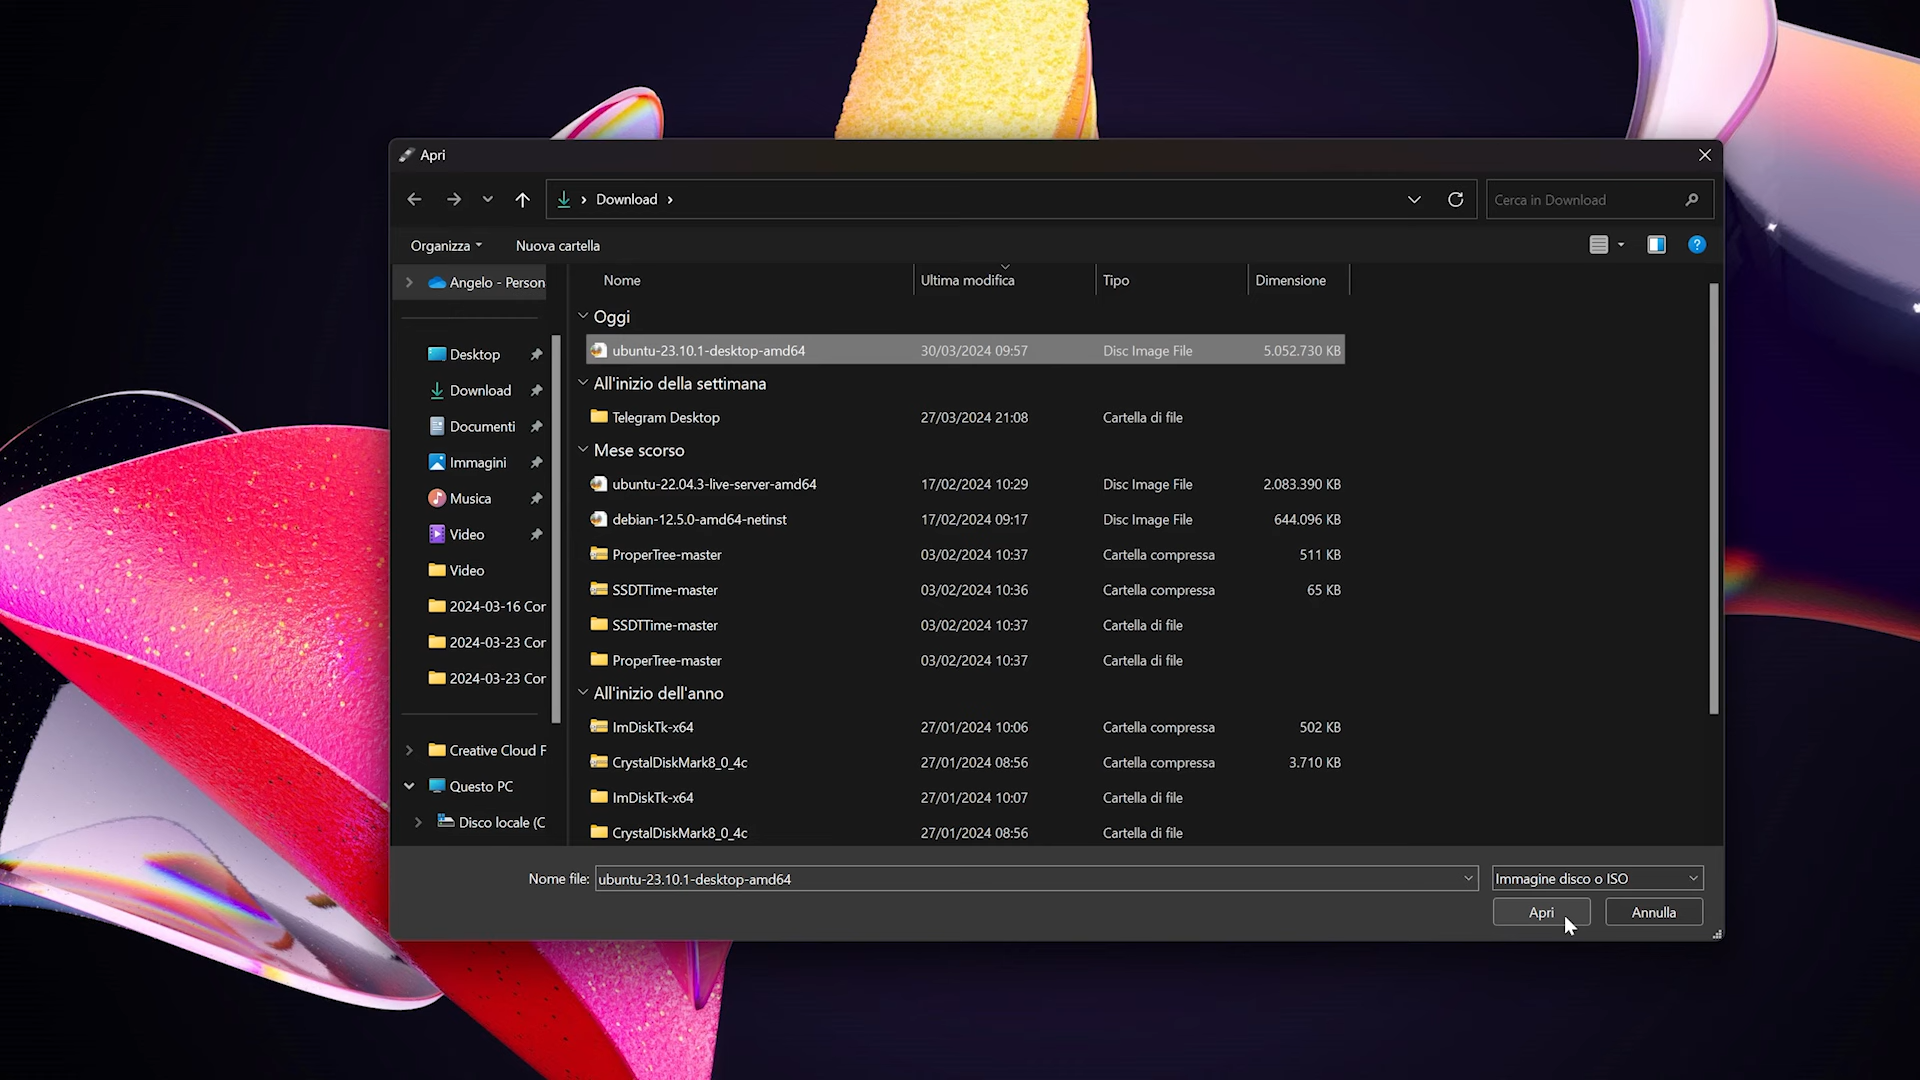 Apri
Download
Cerca in Download
Organizza
Nuova cartella
Angelo - Person
Desktop
Download
Documenti
Immagini
Musica
Video
Video
2024-03-16 Cor
2024-03-23 Cor
2024-03-23 Cor
Creative Cloud F
Questo PC
Disco locale (C
Nome Ultima modifica Tipo Dimensione
Oggi
ubuntu-23.10.1-desktop-amd64 30/03/2024 09:57 Disc Image File 5.052.730 KB
All'inizio della settimana
Telegram Desktop 27/03/2024 21:08 Cartella di file
Mese scorso
ubuntu-22.04.3-live-server-amd64 17/02/2024 10:29 Disc Image File 2.083.390 KB
debian-12.5.0-amd64-netinst 17/02/2024 09:17 Disc Image File 644.096 KB
ProperTree-master 03/02/2024 10:37 Cartella compressa 511 KB
SSDTTime-master 03/02/2024 10:36 Cartella compressa 65 KB
SSDTTime-master 03/02/2024 10:37 Cartella di file
ProperTree-master 03/02/2024 10:37 Cartella di file
All'inizio dell'anno
ImDiskTk-x64 27/01/2024 10:06 Cartella compressa 502 KB
CrystalDiskMark8_0_4c 27/01/2024 08:56 Cartella compressa 3.710 KB
ImDiskTk-x64 27/01/2024 10:07 Cartella di file
CrystalDiskMark8_0_4c 27/01/2024 08:56 Cartella di file
Nome file: ubuntu-23.10.1-desktop-amd64 Immagine disco o ISO
Apri Annulla